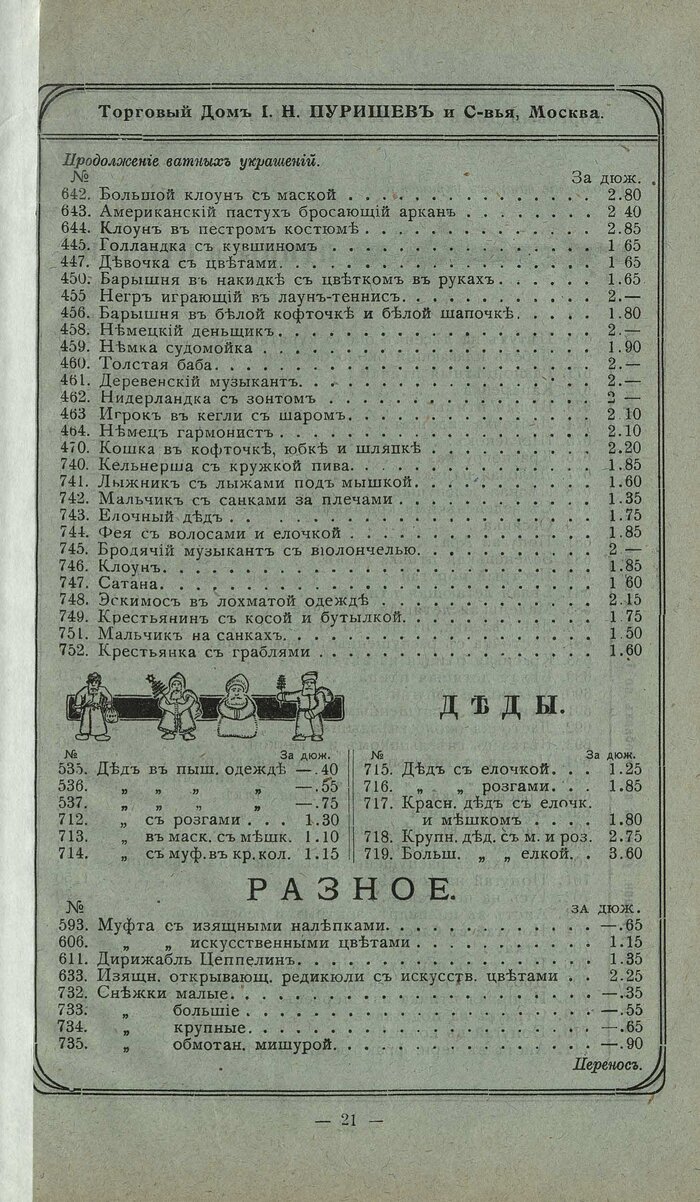 Торговый Домъ І. Н. ПУРИШЕВЪ и С-вья, Москва.
Продолженіе ватныхъ украшеній.
№ За дюж.
642. Большой клоунъ съ маской . . . . . . . . . . . . . . 2.80
643. Американскій пастухъ бросающій арканъ . . . . . . . . 2 40
644. Клоунъ въ пестромъ костюмѣ . . . . . . . . . . . . . 2.85
445. Голландка съ кувшиномъ . . . . . . . . . . . . . . . 1 65
447. Дѣвочка съ цвѣтами. . . . . . . . . . . . . . . . . 1 65
450. Барышня въ накидкѣ съ цвѣткомъ въ рукахъ . . . . . . 1.65
455 Негръ играющій въ лаунъ-теннисъ. . . . . . . . . . . 2.—
456. Барышня въ бѣлой кофточкѣ и бѣлой шапочкѣ. . . . . 1.80
458. Нѣмецкій деньщикъ. . . . . . . . . . . . . . . . . 2.—
459. Нѣмка судомойка . . . . . . . . . . . . . . . . . . 1.90
460. Толстая баба. . . . . . . . . . . . . . . . . . . . 2.—
461. Деревенскій музыкантъ. . . . . . . . . . . . . . . . 2.—
462. Нидерландка съ зонтомъ . . . . . . . . . . . . . . . 2 —
463 Игрокъ въ кегли съ шаромъ. . . . . . . . . . . . . . 2 10
464. Нѣмецъ гармонистъ . . . . . . . . . . . . . . . . . 2.10
470. Кошка въ кофточкѣ, юбкѣ и шляпкѣ . . . . . . . . . . 2.20
740. Кельнерша съ кружкой пива. . . . . . . . . . . . . . 1.85
741. Лыжникъ съ лыжами подъ мышкой. . . . . . . . . . . 1.60
742. Мальчикъ съ санками за плечами . . . . . . . . . . . 1.35
743. Елочный дѣдъ . . . . . . . . . . . . . . . . . . . . 1.75
744. Фея съ волосами и елочкой . . . . . . . . . . . . . . 1.85
745. Бродячій музыкантъ съ віолончелью. . . . . . . . . . 2 —
746. Клоунъ. . . . . . . . . . . . . . . . . . . . . . . 1.85
747. Сатана. . . . . . . . . . . . . . . . . . . . . . . 1 60
748. Эскимосъ въ лохматой одеждѣ . . . . . . . . . . . . 2.15
749. Крестьянинъ съ косой и бутылкой. . . . . . . . . . . 1 75
751. Мальчикъ на санкахъ. . . . . . . . . . . . . . . . . 1.50
752. Крестьянка съ граблями . . . . . . . . . . . . . . . 1.60
ДѢДЫ.
№ За дюж.
535. Дѣдъ въ пыш. одеждѣ —.40
536. „ „ „ „ —.55
537. „ „ „ „ —.75
712. „ съ розгами . . . 1.30
713. „ въ маск. съ мѣшк. 1.10
714. „ съ муф. въ кр. кол. 1.15
№ За дюж.
715. Дѣдъ съ елочкой. . . 1.25
716. „ „ розгами. . . 1.85
717. Красн. дѣдъ съ елочк.
и мѣшкомъ . . . . 1.80
718. Крупн. дѣд. съ м. и роз. 2.75
719. Больш. „ „ елкой. . 3.60
РАЗНОЕ.
№ ЗА ДЮЖ.
593. Муфта съ изящными налѣпками. . . . . . . . . . . . —.65
606. „ „ искусственными цвѣтами . . . . . . . . . . 1.15
611. Дирижабль Цеппелинъ. . . . . . . . . . . . . . . . 1.35
633. Изящн. открывающ. редикюли съ искусств. цвѣтами . . 2.25
732. Снѣжки малые. . . . . . . . . . . . . . . . . . . . —.35
733. „ большіе . . . . . . . . . . . . . . . . . . . —.55
734. „ крупные. . . . . . . . . . . . . . . . . . . —.65
735. „ обмотан. мишурой. . . . . . . . . . . . . . . —.90
Переносъ.
— 21 —